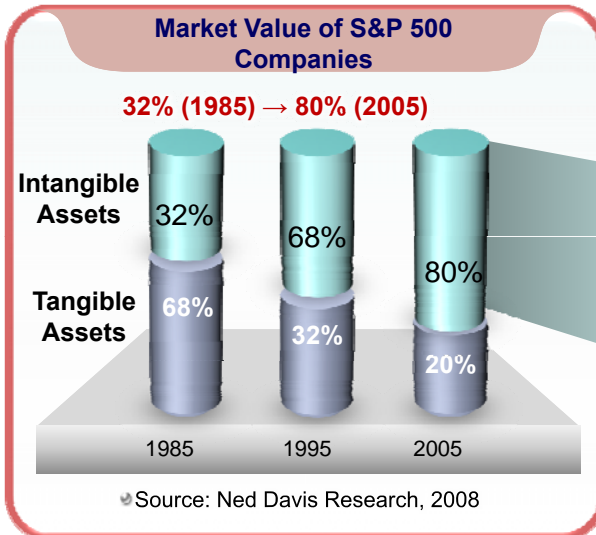 Market Value of S&P 500
Companies
32% (1985) → 80% (2005)
Intangible
Assets
32%
68%
80%
Tangible
Assets
68%
32%
20%
1985 1995 2005
Source: Ned Davis Research, 2008